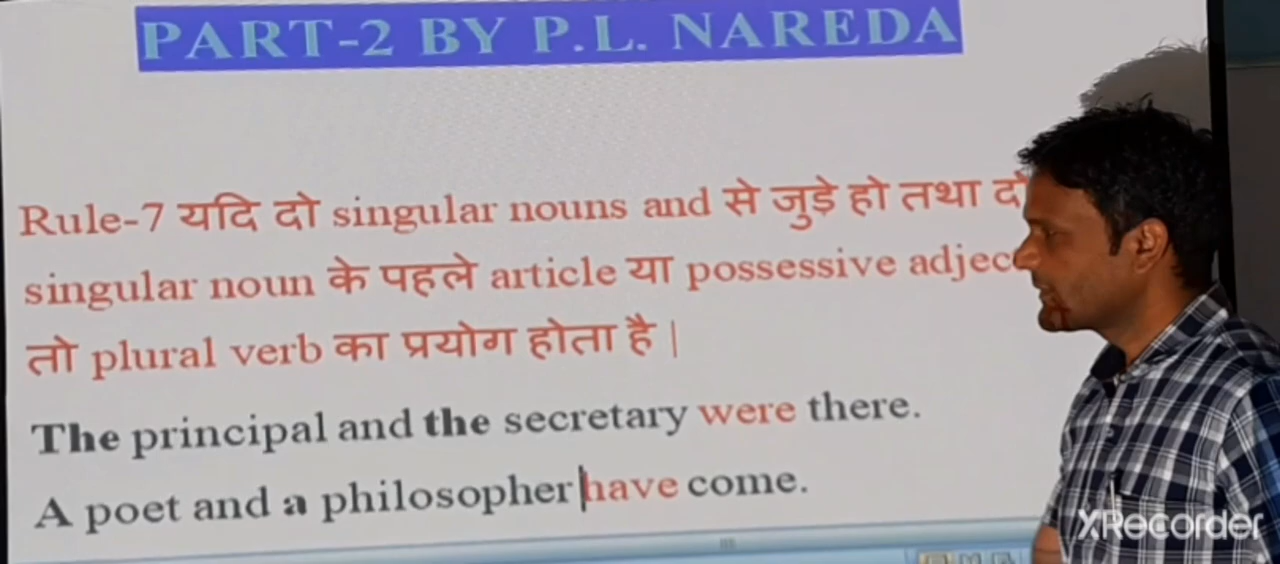 PART-2 BY P.L. NAREDA
Rule-7 यदि दो singular nouns and से जुड़े हो तथा
singular noun के पहले article या possessive
तो plural verb का प्रयोग होता है |
The principal and the secretary were there.
A poet and a philosopher have come.
XRecorder